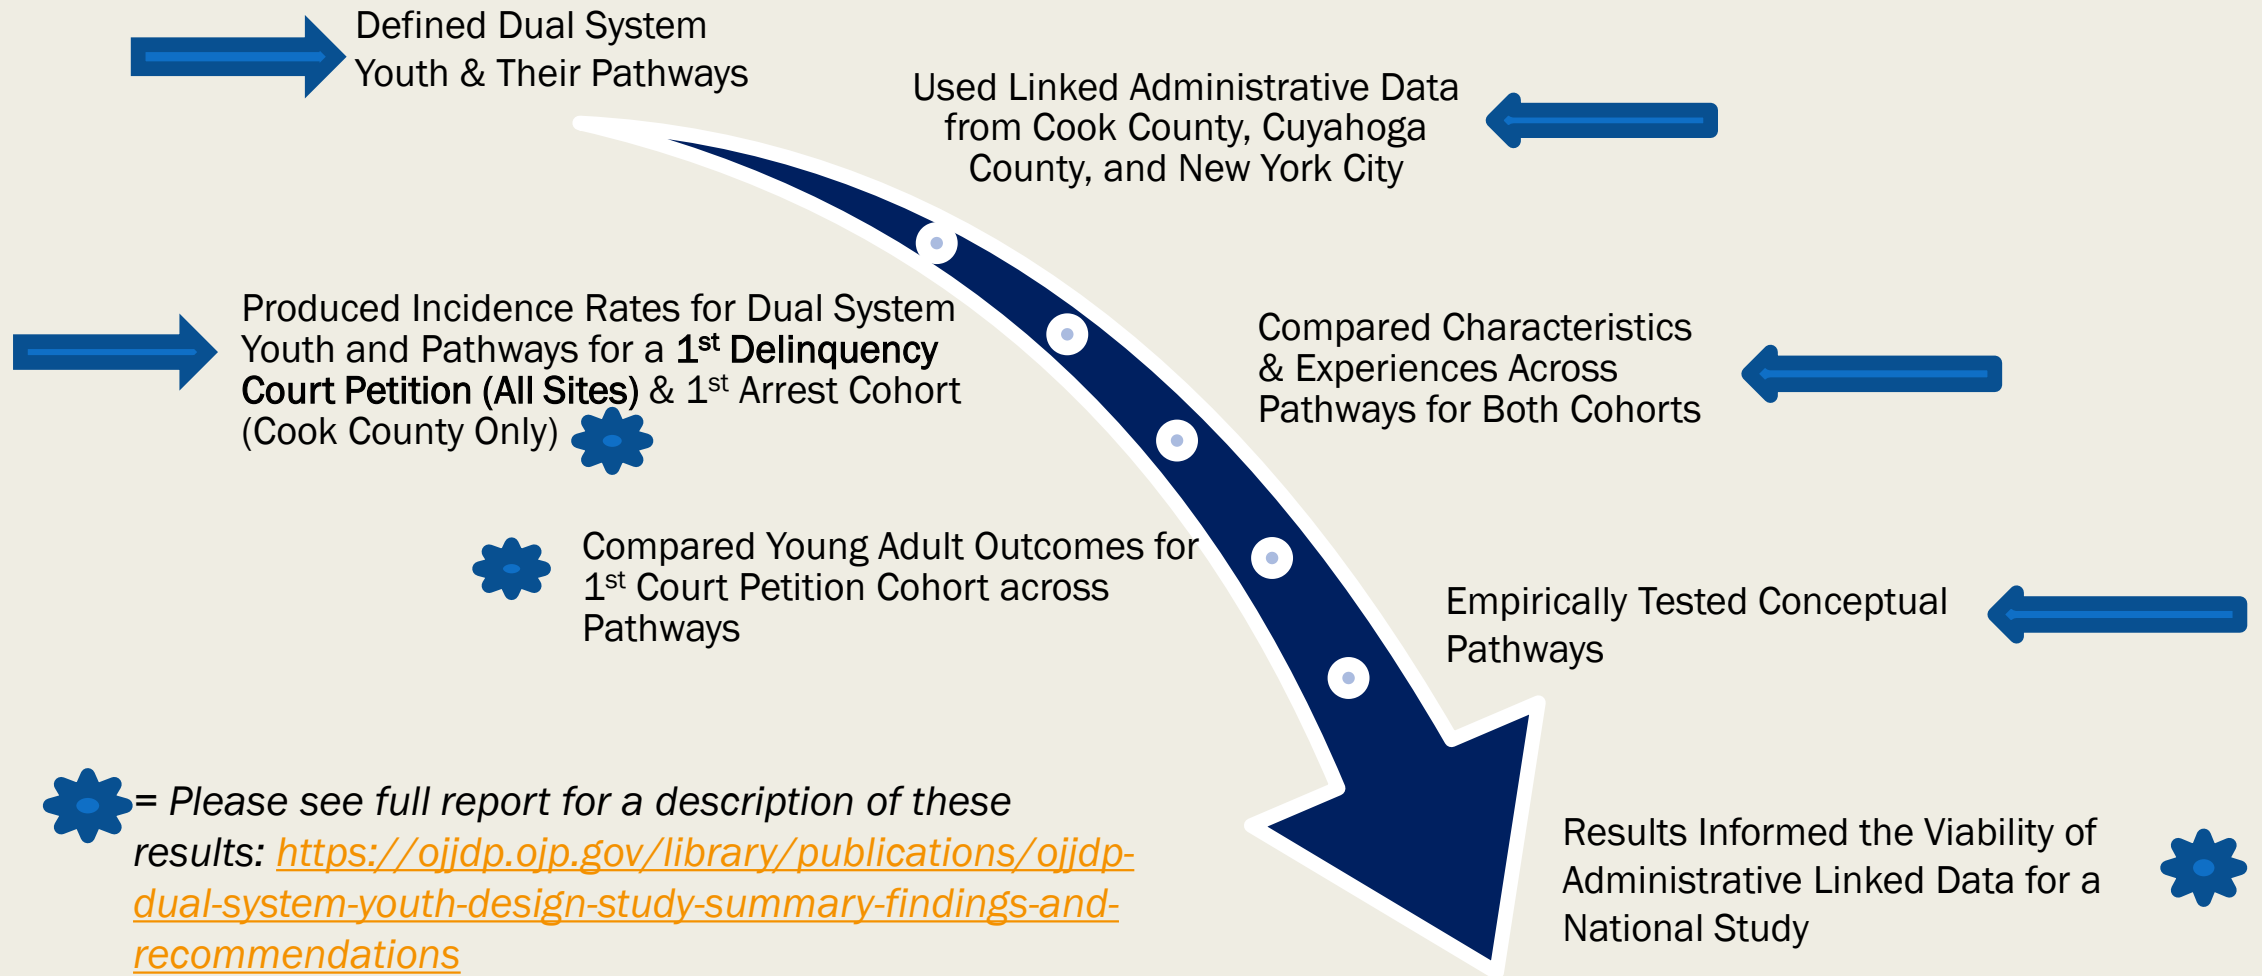 Defined Dual System
Youth & Their Pathways
Used Linked Administrative Data
from Cook County, Cuyahoga
County, and New York City
Produced Incidence Rates for Dual System
Youth and Pathways for a 1st Delinquency
Court Petition (All Sites) & 1st Arrest Cohort
(Cook County Only)
Compared Characteristics
& Experiences Across
Pathways for Both Cohorts
Compared Young Adult Outcomes for
1st Court Petition Cohort across
Pathways
Empirically Tested Conceptual
Pathways
= Please see full report for a description of these
results: https://ojjdp.ojp.gov/library/publications/ojjdp-
dual-system-youth-design-study-summary-findings-and-
recommendations
Results Informed the Viability of
Administrative Linked Data for a
National Study